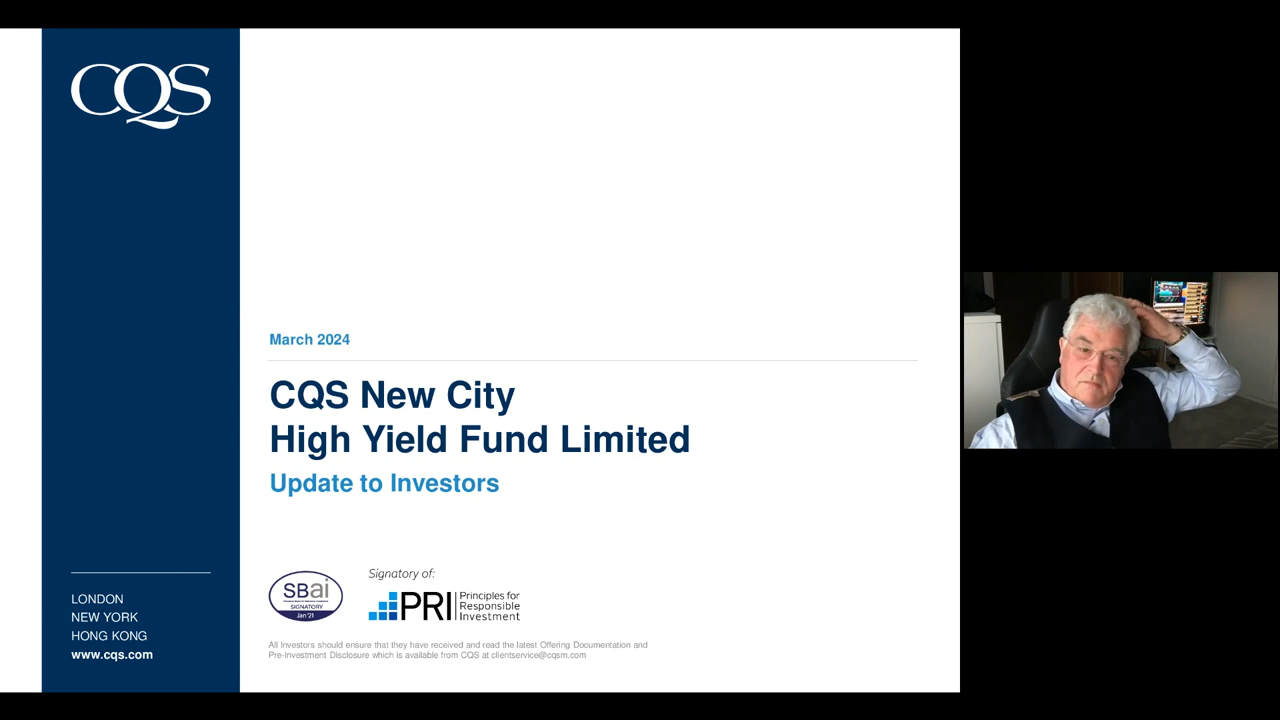 CQS
March 2024
CQS New City
High Yield Fund Limited
Update to Investors
Signatory of:
SBai
SIGNATORY
Jan '21
PRI
Principles for
Responsible
Investment
LONDON
NEW YORK
HONG KONG
www.cqs.com
All Investors should ensure that they have received and read the latest Offering Documentation and
Pre-Investment Disclosure which is available from CQS at clientservice@cqsm.com